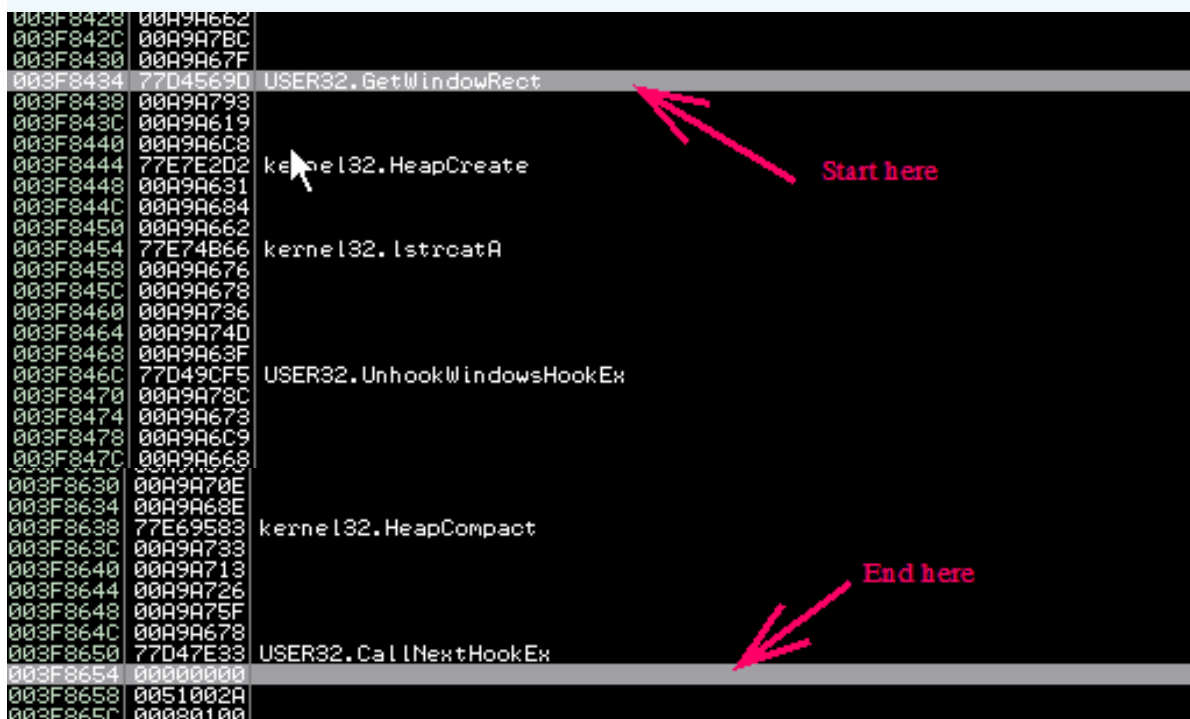 003F8428 00A9A662
003F842C 00A9A7BC
003F8430 00A9A67F
003F8434 77D4569D USER32.GetWindowRect
003F8438 00A9A793
003F843C 00A9A619
003F8440 00A9A6C8
003F8444 77E7E2D2 kernel32.HeapCreate
Start here
003F8448 00A9A631
003F844C 00A9A684
003F8450 00A9A662
003F8454 77E74B66 kernel32.lstrcatA
003F8458 00A9A676
003F845C 00A9A678
003F8460 00A9A736
003F8464 00A9A74D
003F8468 00A9A63F
003F846C 77D49CF5 USER32.UnhookWindowsHookEx
003F8470 00A9A78C
003F8474 00A9A673
003F8478 00A9A6C9
003F847C 00A9A668
003F8630 00A9A70E
003F8634 00A9A68E
003F8638 77E69583 kernel32.HeapCompact
003F863C 00A9A733
003F8640 00A9A713
End here
003F8644 00A9A726
003F8648 00A9A75F
003F864C 00A9A678
003F8650 77D47E33 USER32.CallNextHookEx
003F8654 00000000
003F8658 0051002A
003F865C 00080100